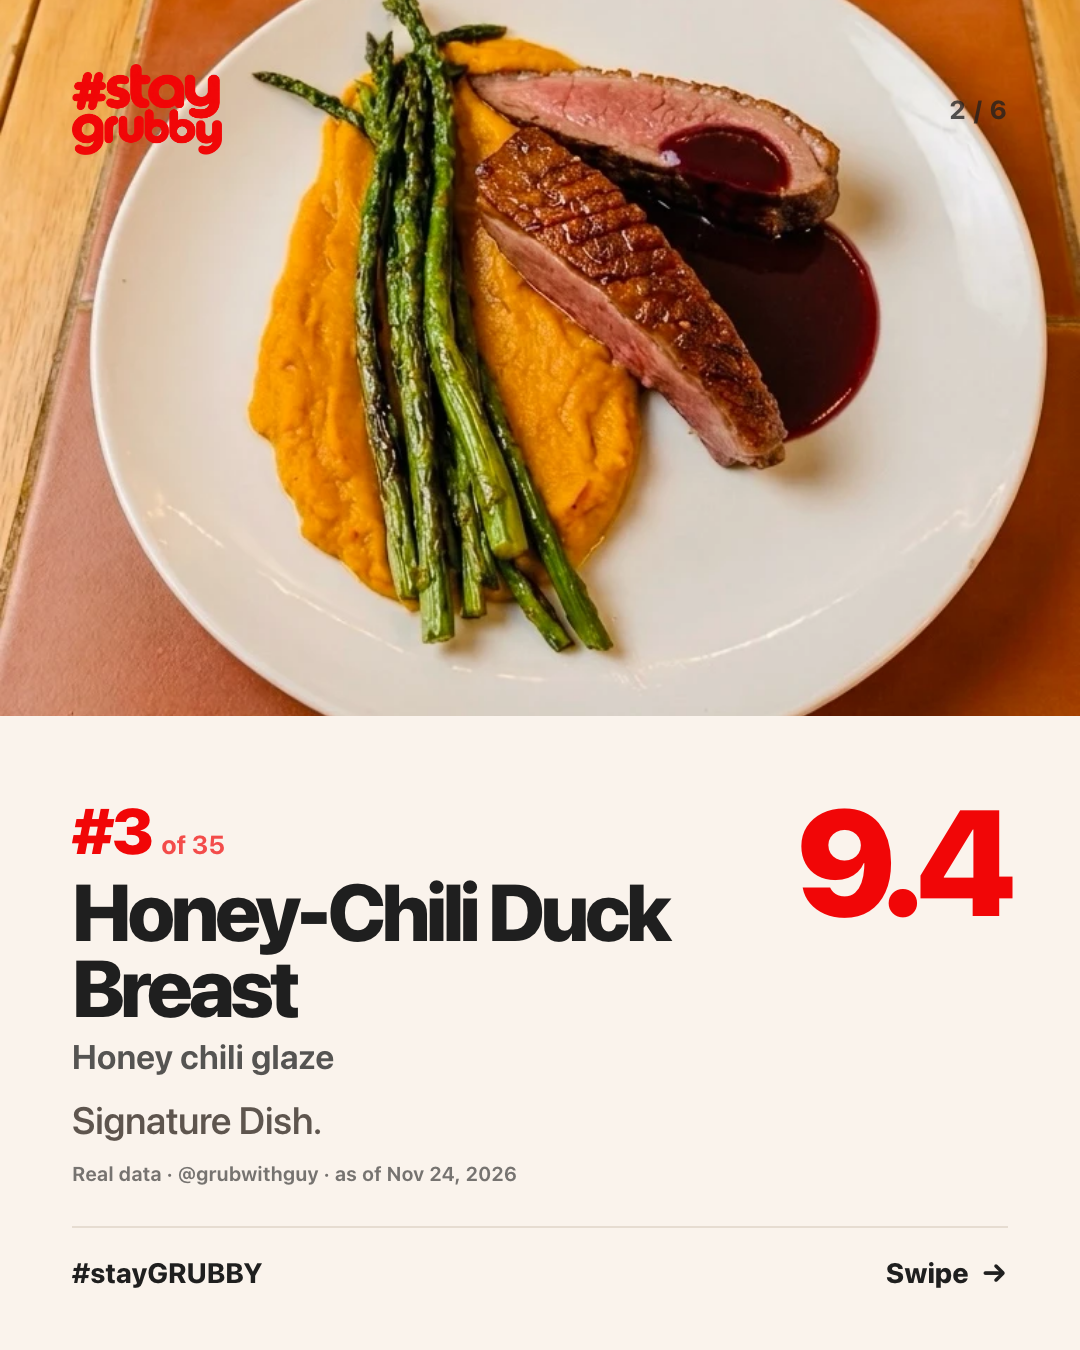 #stay
grubby
2 / 6
#3 of 35
9.4
Honey-Chili Duck
Breast
Honey chili glaze
Signature Dish.
Real data · @grubwithguy · as of Nov 24, 2026
#stayGRUBBY
Swipe →